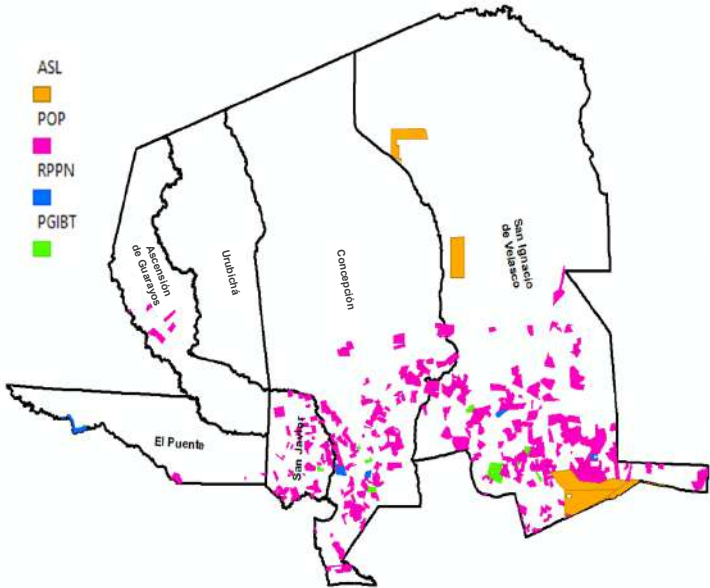 ASL
POP
RPPN
PGIBT
Ascensión
de Guarayos
Urubichá
Concepción
San Ignacio
de Velasco
El Puente
San Javier